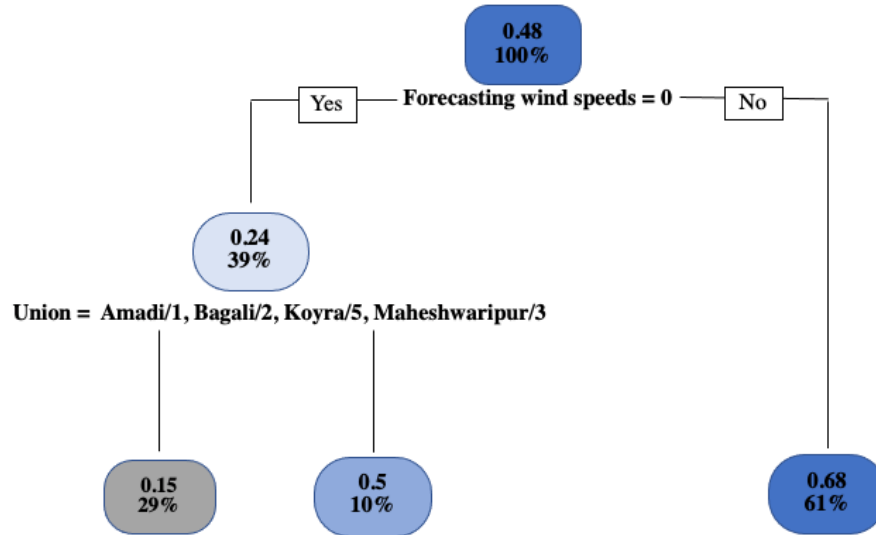 0.48
100%
Yes
Forecasting wind speeds = 0
No
0.24
39%
Union = Amadi/1, Bagali/2, Koyra/5, Maheshwaripur/3
0.15
29%
0.5
10%
0.68
61%